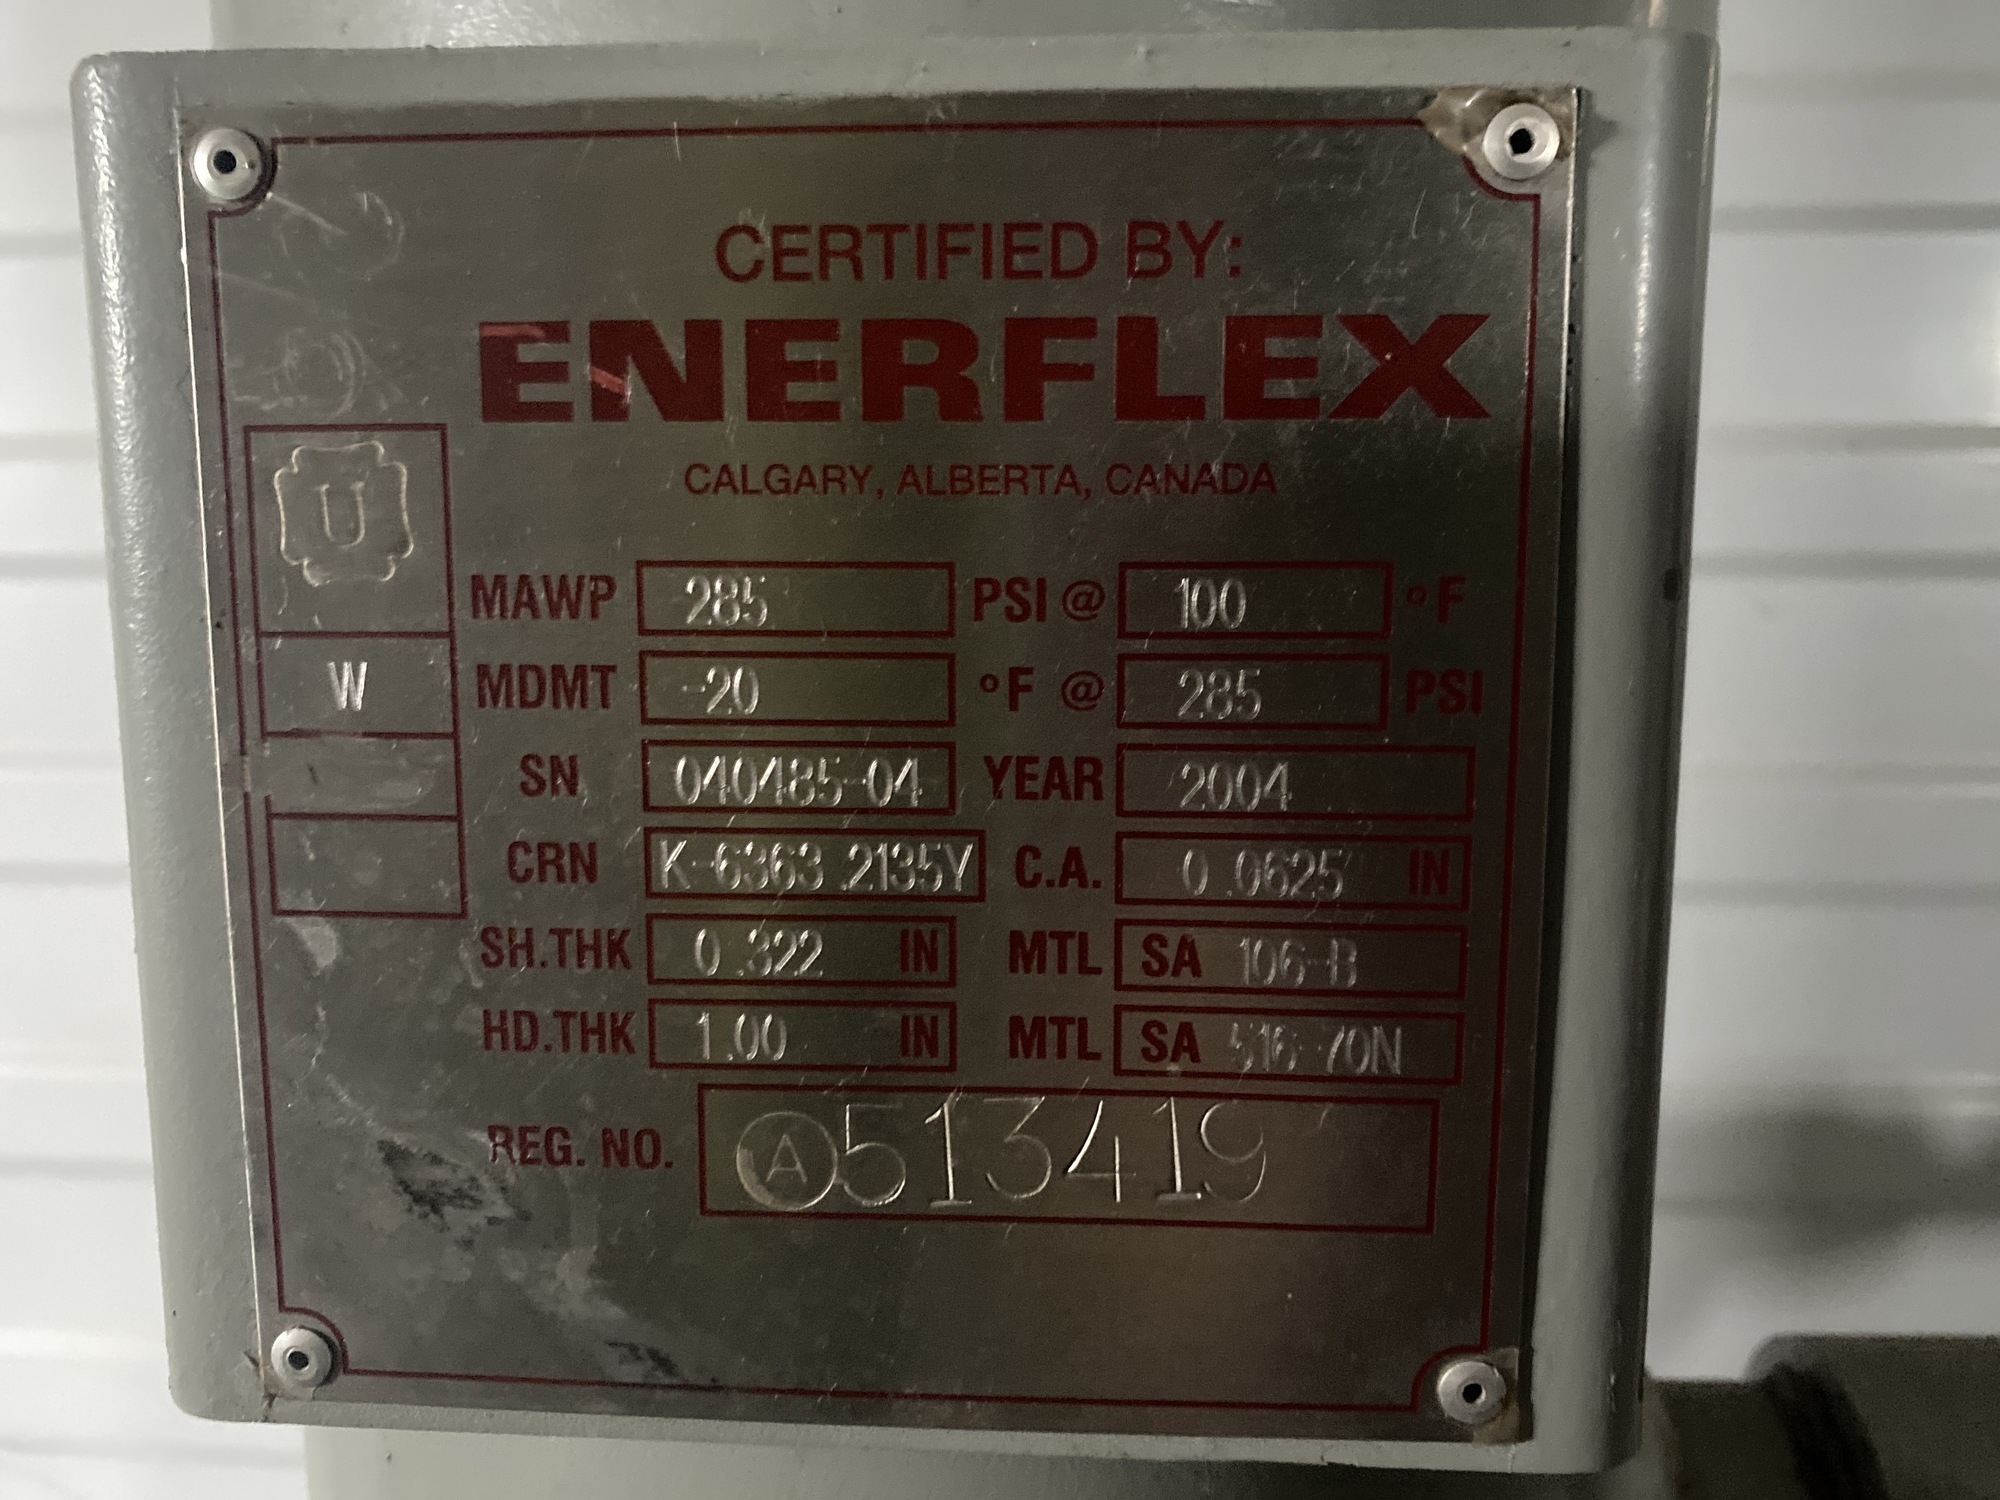 CERTIFIED BY:
ENERFLEX
CALGARY, ALBERTA, CANADA
U
W
MAWP 285 PSI @ 100 °F
MDMT -20 °F @ 285 PSI
SN 040485-04 YEAR 2004
CRN K-6363.2135Y C.A. 0.0625 IN
SH.THK 0.322 IN MTL SA 106-B
HD.THK 1.00 IN MTL SA 516-70N
REG. NO. A 513419